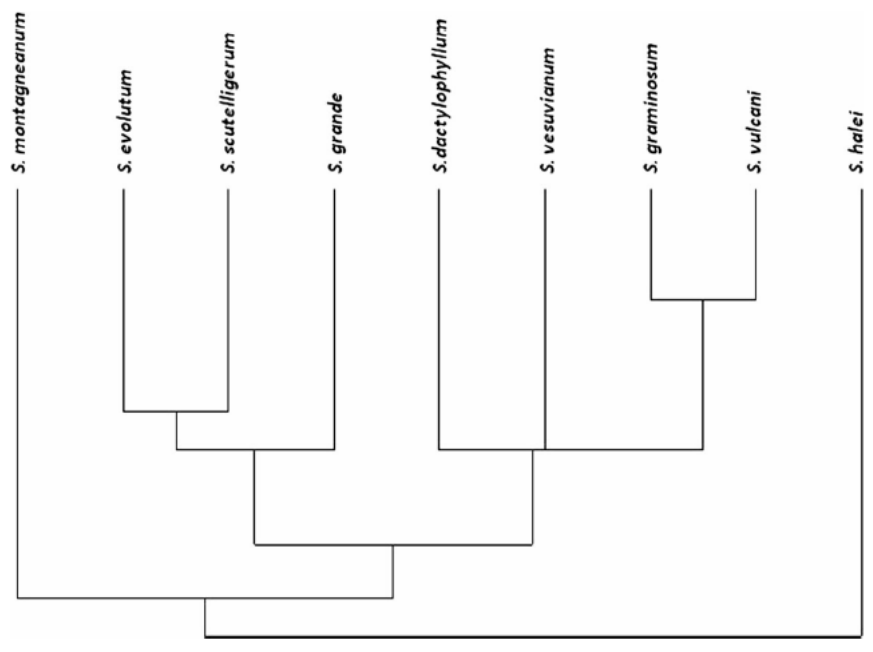 S. montagneanum
S. evolutum
S. scutelligerum
S. grande
S.dactylophyllum
S. vesuvianum
S. graminosum
S. vulcani
S. halei